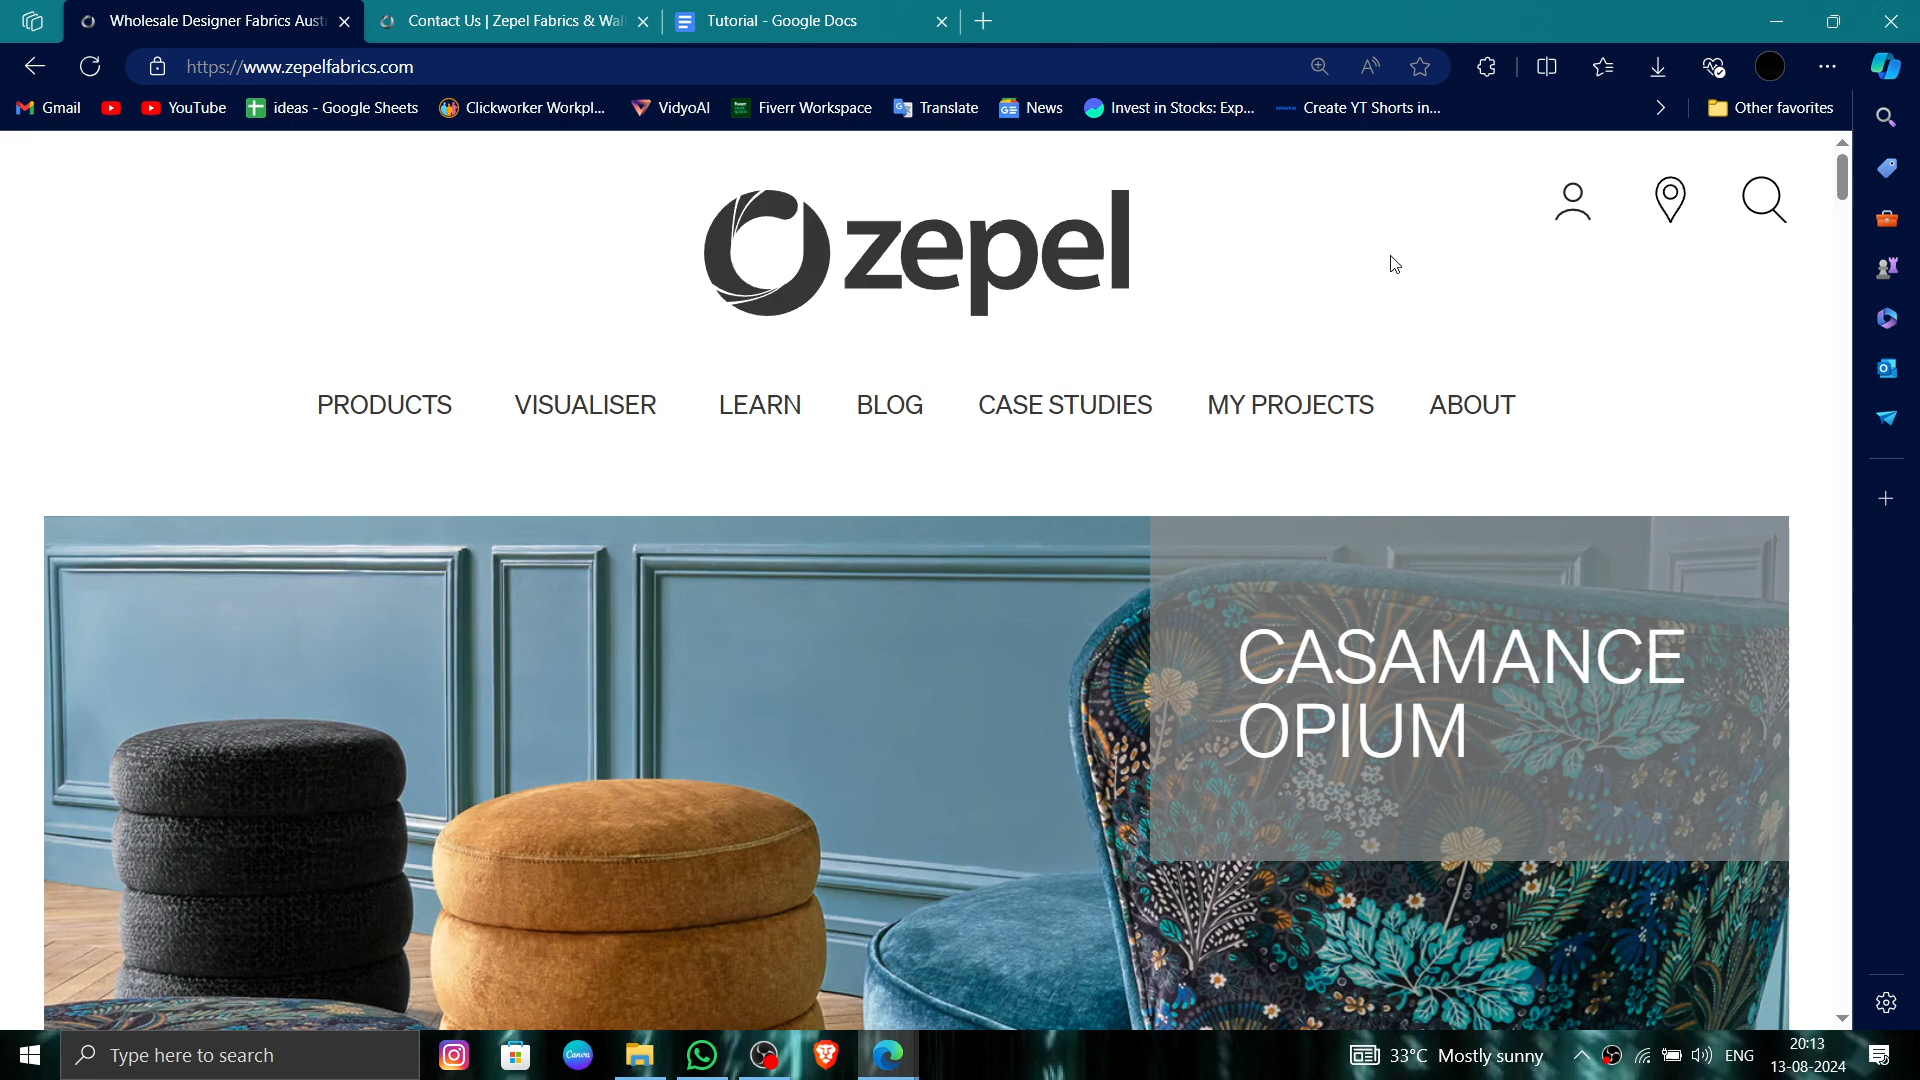 Wholesale Designer Fabrics Aust
Contact Us | Zepel Fabrics & Wal
Tutorial - Google Docs
https://www.zepelfabrics.com
Gmail
YouTube
ideas - Google Sheets
Clickworker Workpl...
VidyoAI
Fiverr Workspace
Translate
News
Invest in Stocks: Exp...
Create YT Shorts in...
Other favorites
zepel
PRODUCTS
VISUALISER
LEARN
BLOG
CASE STUDIES
MY PROJECTS
ABOUT
CASAMANCE
OPIUM
Type here to search
Canva
33°C Mostly sunny
ENG
20:13
13-08-2024